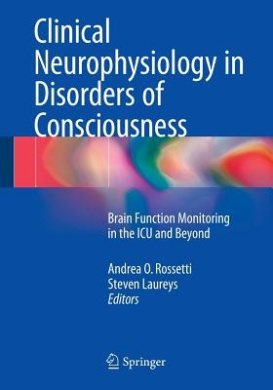 Clinical
Neurophysiology in
Disorders of
Consciousness
Brain Function Monitoring
in the ICU and Beyond
Andrea O. Rossetti
Steven Laureys
Editors
Springer